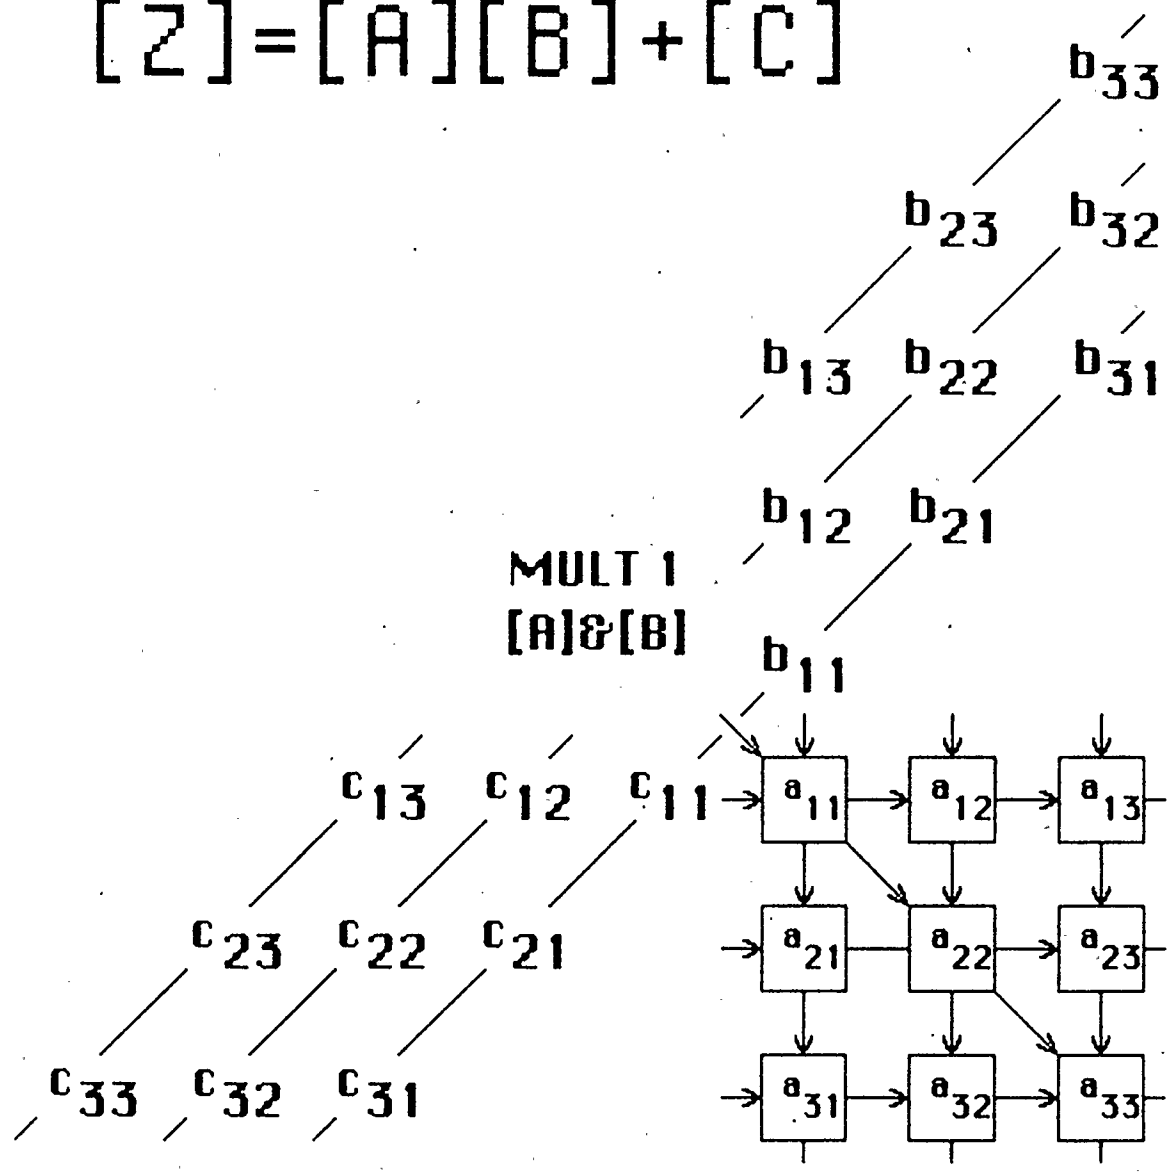 [Z]=[A][B]+[C]
b33
b23 b32
b13 b22 b31
b12 b21
MULT 1
[A]&[B]
b11
c13 c12 c11 a11 a12 a13
c23 c22 c21 a21 a22 a23
c33 c32 c31 a31 a32 a33